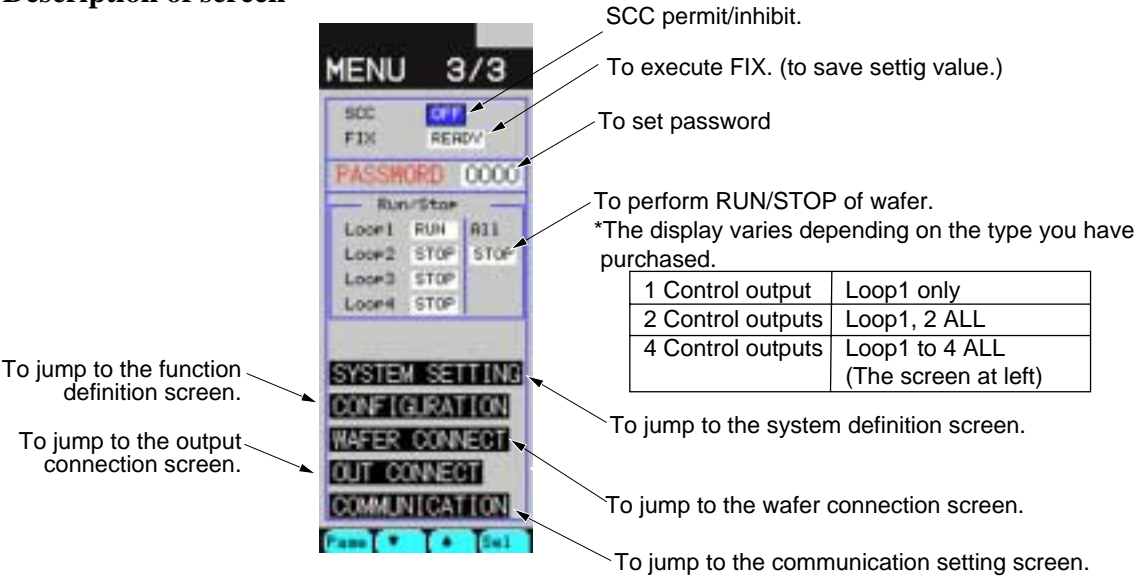 Description of screen
SCC permit/inhibit.
To execute FIX. (to save settig value.)
To set password
To perform RUN/STOP of wafer.
*The display varies depending on the type you have
purchased.
1 Control output Loop1 only
2 Control outputs Loop1, 2 ALL
4 Control outputs Loop1 to 4 ALL
(The screen at left)
To jump to the system definition screen.
To jump to the wafer connection screen.
To jump to the communication setting screen.
To jump to the function
definition screen.
To jump to the output
connection screen.
MENU 3/3
SCC OFF
FIX READY
PASSWORD 0000
Run/Stop
Loop1 RUN All
Loop2 STOP STOP
Loop3 STOP
Loop4 STOP
SYSTEM SETTING
CONFIGURATION
WAFER CONNECT
OUT CONNECT
COMMUNICATION
Page ▼ ▲ Sel